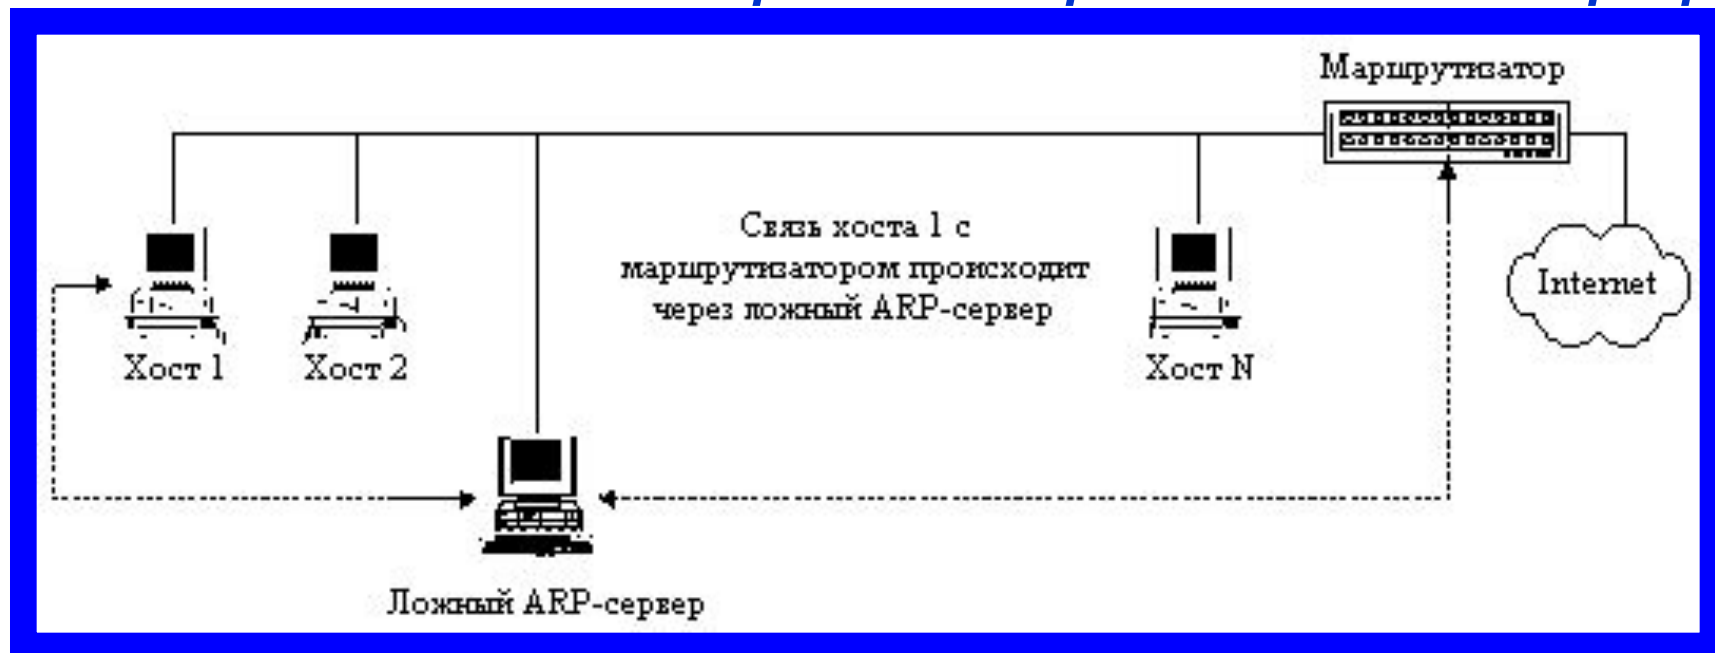 Маршрутизатор
Связь хоста 1 с
маршрутизатором происходит
через ложный ARP-сервер
Internet
Хост 1
Хост 2
Хост N
Ложный ARP-сервер